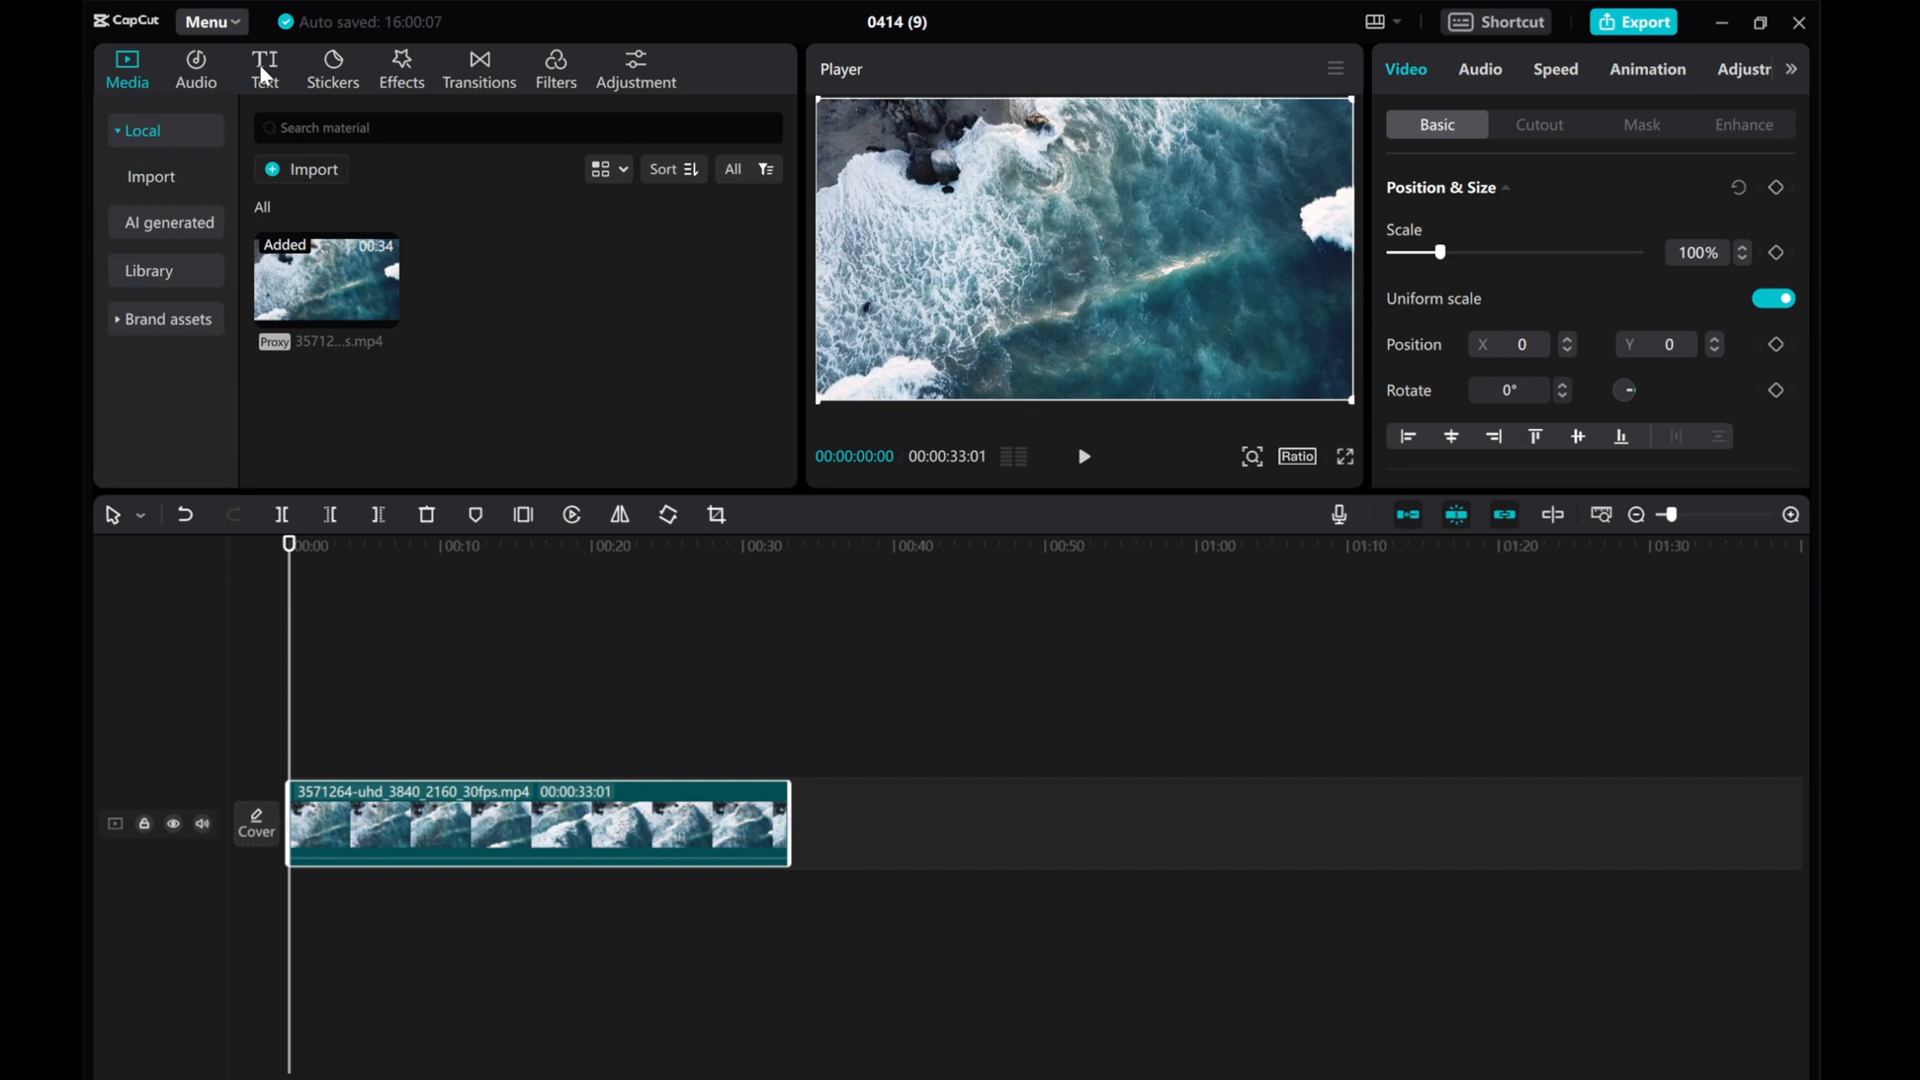 CapCut
Menu
Auto saved: 16:00:07
0414 (9)
Shortcut
Export
Media
Audio
Text
Stickers
Effects
Transitions
Filters
Adjustment
Local
Import
AI generated
Library
Brand assets
Search material
Import
Sort
All
All
Added
00:34
Proxy
35712...s.mp4
Player
00:00:00:00
00:00:33:01
Ratio
Video
Audio
Speed
Animation
Adjustr
Basic
Cutout
Mask
Enhance
Position & Size
Scale
100%
Uniform scale
Position
X
0
Y
0
Rotate
0°
00:00
00:10
00:20
00:30
00:40
00:50
01:00
01:10
01:20
01:30
Cover
3571264-uhd_3840_2160_30fps.mp4
00:00:33:01